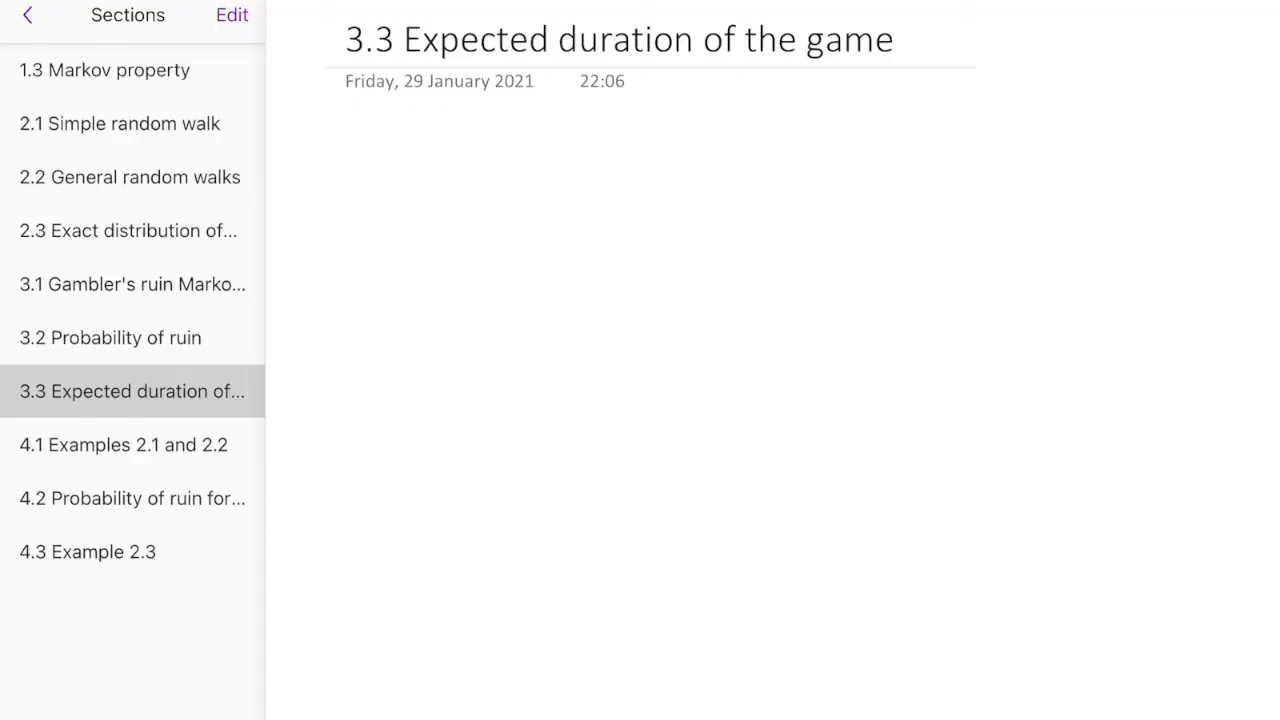 Sections
Edit
1.3 Markov property
2.1 Simple random walk
2.2 General random walks
2.3 Exact distribution of...
3.1 Gambler's ruin Marko...
3.2 Probability of ruin
3.3 Expected duration of...
4.1 Examples 2.1 and 2.2
4.2 Probability of ruin for...
4.3 Example 2.3
3.3 Expected duration of the game
Friday, 29 January 2021 22:06